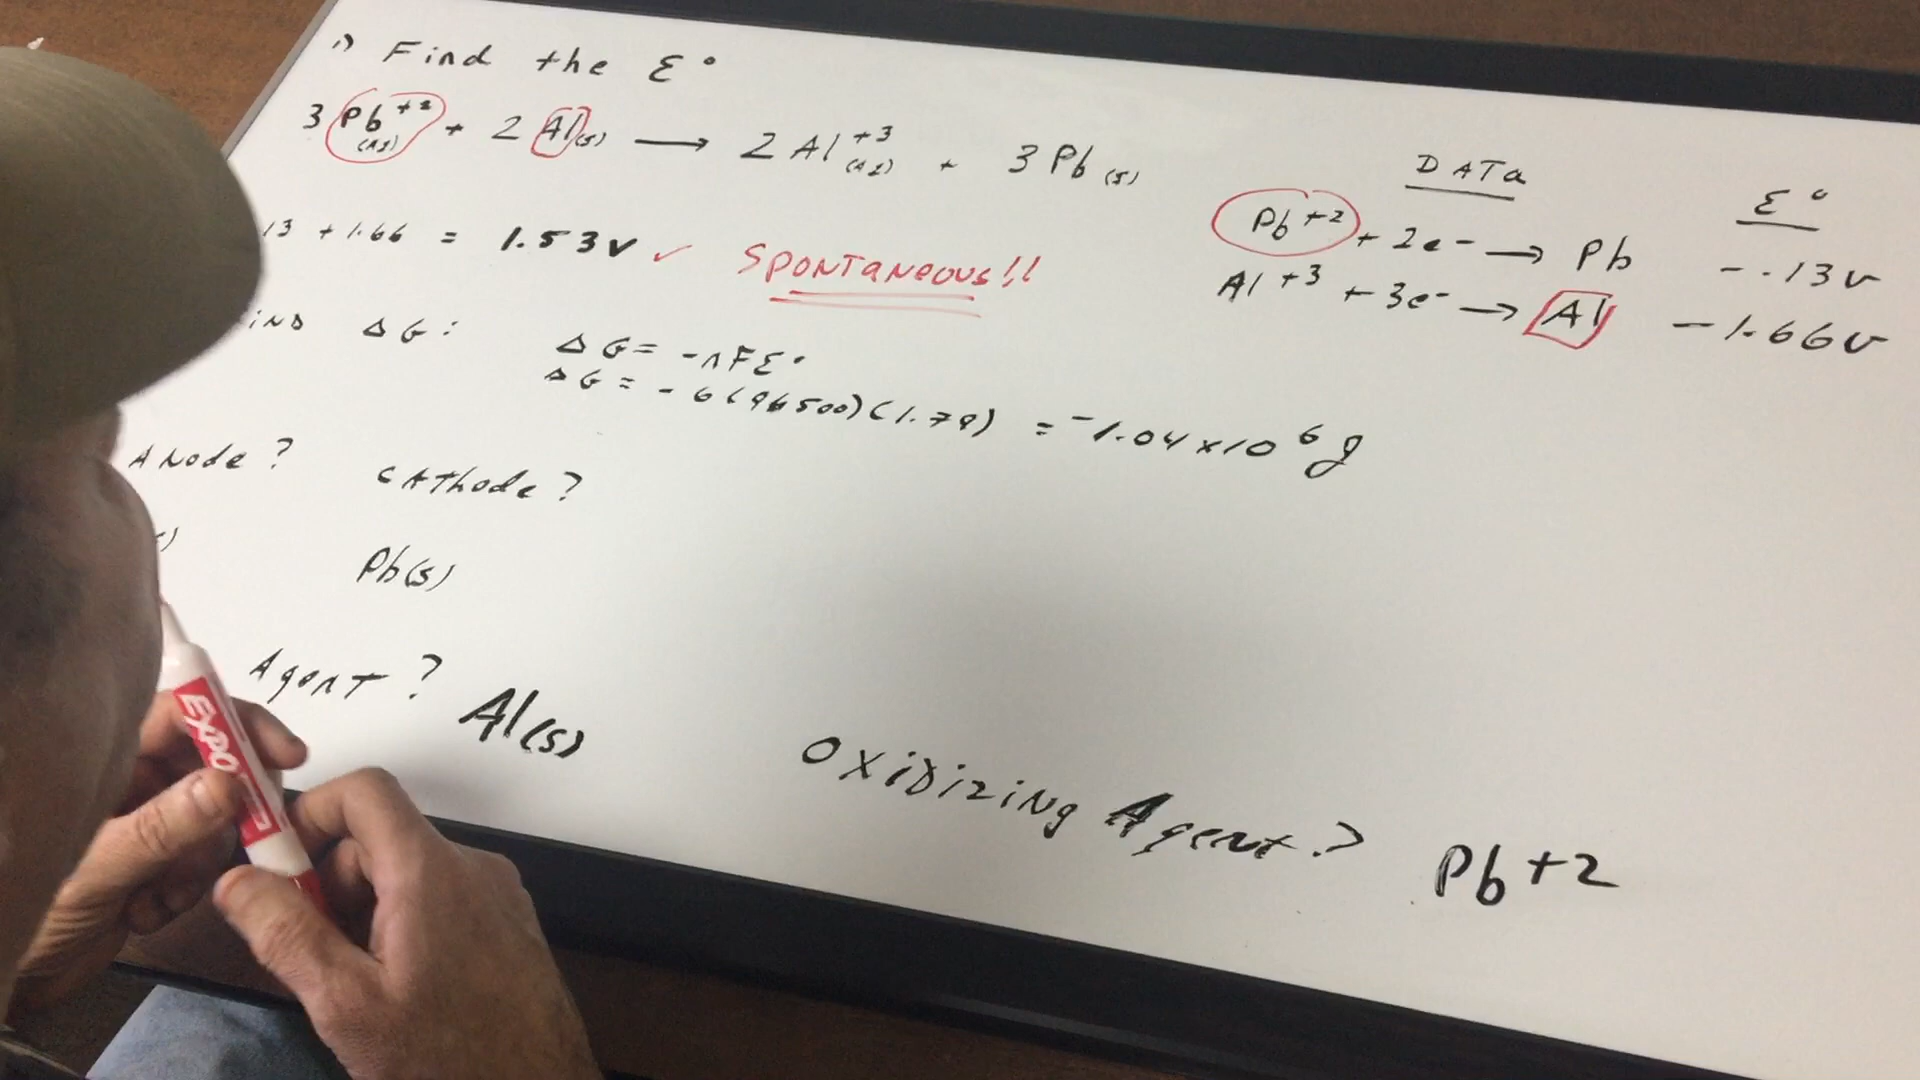 1) Find the ε°
3 Pb+2(Aq) + 2 Al(s) ⟶ 2 Al+3(Aq) + 3 Pb(s)
13 + 1.66 = 1.53v ✓ SPONTaNeous!!
DATa
ε°
Pb+2 + 2e- ⟶ Pb - .13v
Al+3 + 3e- ⟶ Al -1.66v
ΔG:
ΔG = -nFε°
ΔG = - 6(96500)(1.79) = -1.04x10^6 J
ANode? CAthode?
Pb(s)
Agent? Al(s)
OXiDizing Agent? Pb+2
EXPO